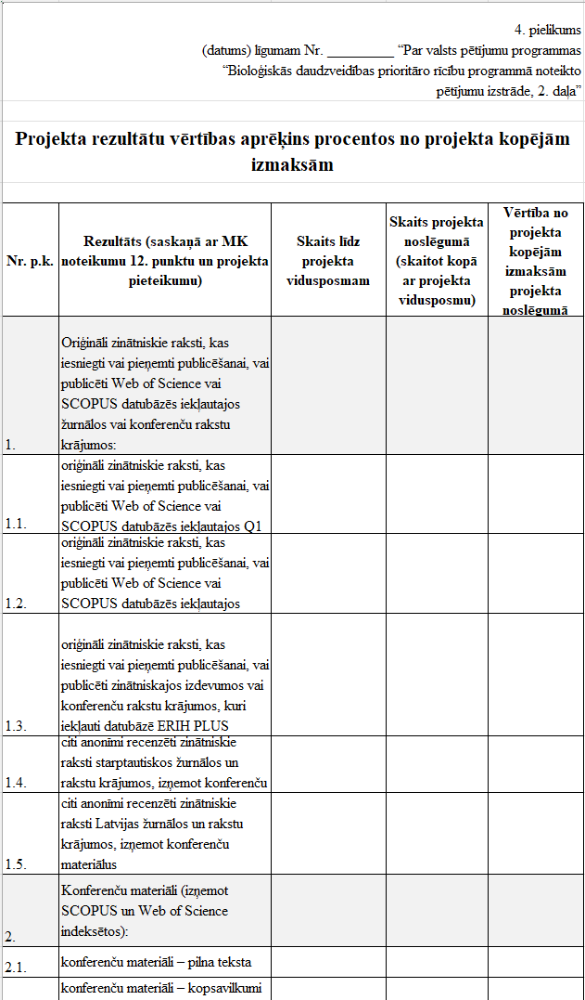 4. pielikums
(datums) līgumam Nr. __________ “Par valsts pētījumu programmas
“Bioloģiskās daudzveidības prioritāro rīcību programmā noteikto
pētījumu izstrāde, 2. daļa”
Projekta rezultātu vērtības aprēķins procentos no projekta kopējām
izmaksām
Nr. p.k.
Rezultāts (saskaņā ar MK
noteikumu 12. punktu un projekta
pieteikumu)
Skaits līdz
projekta
vidusposmam
Skaits projekta
noslēgumā
(skaitot kopā
ar projekta
vidusposmu)
Vērtība no
projekta
kopējām
izmaksām
projekta
noslēgumā
1.
Oriģināli zinātniskie raksti, kas
iesniegti vai pieņemti publicēšanai, vai
publicēti Web of Science vai
SCOPUS datubāzēs iekļautajos
žurnālos vai konferenču rakstu
krājumos:
1.1.
oriģināli zinātniskie raksti, kas
iesniegti vai pieņemti publicēšanai, vai
publicēti Web of Science vai
SCOPUS datubāzēs iekļautajos Q1
1.2.
oriģināli zinātniskie raksti, kas
iesniegti vai pieņemti publicēšanai, vai
publicēti Web of Science vai
SCOPUS datubāzēs iekļautajos
1.3.
oriģināli zinātniskie raksti, kas
iesniegti vai pieņemti publicēšanai, vai
publicēti zinātniskajos izdevumos vai
konferenču rakstu krājumos, kuri
iekļauti datubāzē ERIH PLUS
1.4.
citi anonīmi recenzēti zinātniskie
raksti starptautiskos žurnālos un
rakstu krājumos, izņemot konferenču
1.5.
citi anonīmi recenzēti zinātniskie
raksti Latvijas žurnālos un rakstu
krājumos, izņemot konferenču
materiālus
2.
Konferenču materiāli (izņemot
SCOPUS un Web of Science
indeksētos):
2.1.
konferenču materiāli – pilna teksta
konferenču materiāli – kopsavilkumi